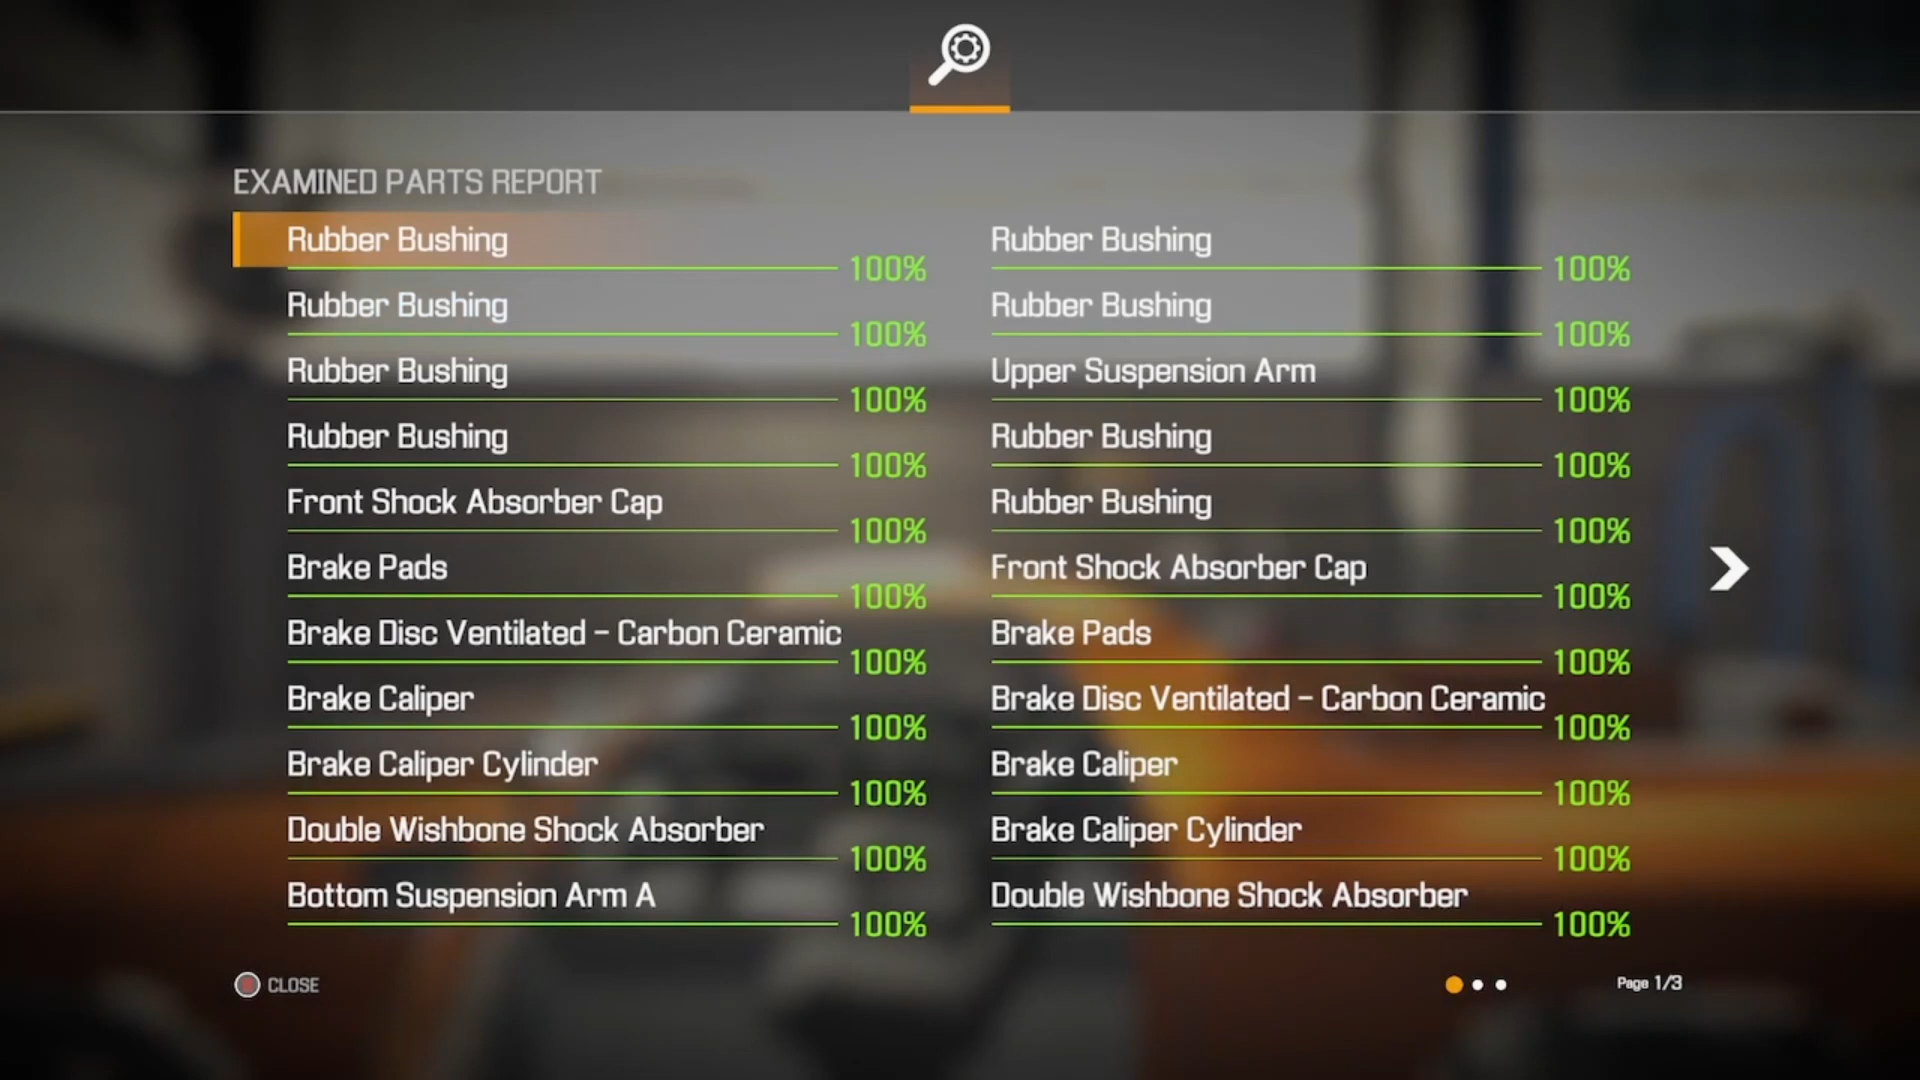 EXAMINED PARTS REPORT
Rubber Bushing
100%
Rubber Bushing
100%
Rubber Bushing
100%
Rubber Bushing
100%
Front Shock Absorber Cap
100%
Brake Pads
100%
Brake Disc Ventilated - Carbon Ceramic
100%
Brake Caliper
100%
Brake Caliper Cylinder
100%
Double Wishbone Shock Absorber
100%
Bottom Suspension Arm A
100%
Rubber Bushing
100%
Rubber Bushing
100%
Upper Suspension Arm
100%
Rubber Bushing
100%
Rubber Bushing
100%
Front Shock Absorber Cap
100%
Brake Pads
100%
Brake Disc Ventilated - Carbon Ceramic
100%
Brake Caliper
100%
Brake Caliper Cylinder
100%
Double Wishbone Shock Absorber
100%
CLOSE
Page 1/3